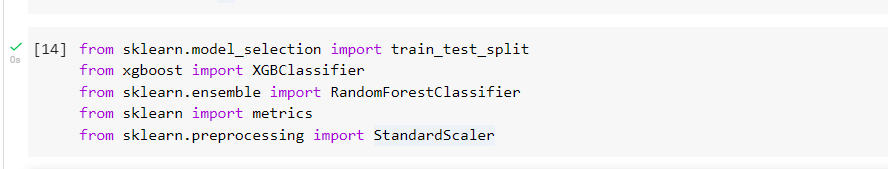 [14] from sklearn.model_selection import train_test_split
from xgboost import XGBClassifier
from sklearn.ensemble import RandomForestClassifier
from sklearn import metrics
from sklearn.preprocessing import StandardScaler
0s